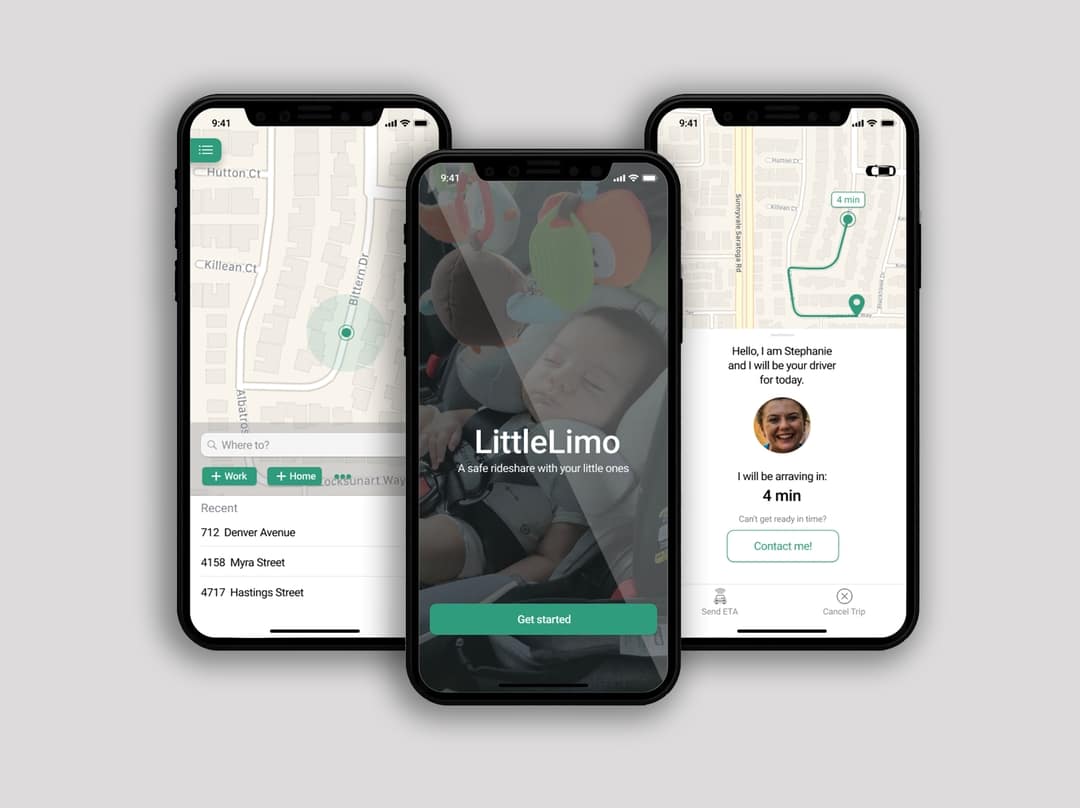 9:41
Hutton Ct
Killean Ct
Bittern Dr
Albatros
Where to?
+ Work
+ Home
Locksunart Way
Recent
712 Denver Avenue
4158 Myra Street
4717 Hastings Street
9:41
LittleLimo
A safe rideshare with your little ones
Get started
9:41
Hutton Ct
Killean Ct
Sunnyvale Saratoga Rd
4 min
Way
Hello, I am Stephanie
and I will be your driver
for today.
I will be arraving in:
4 min
Can't get ready in time?
Contact me!
Send ETA
Cancel Trip